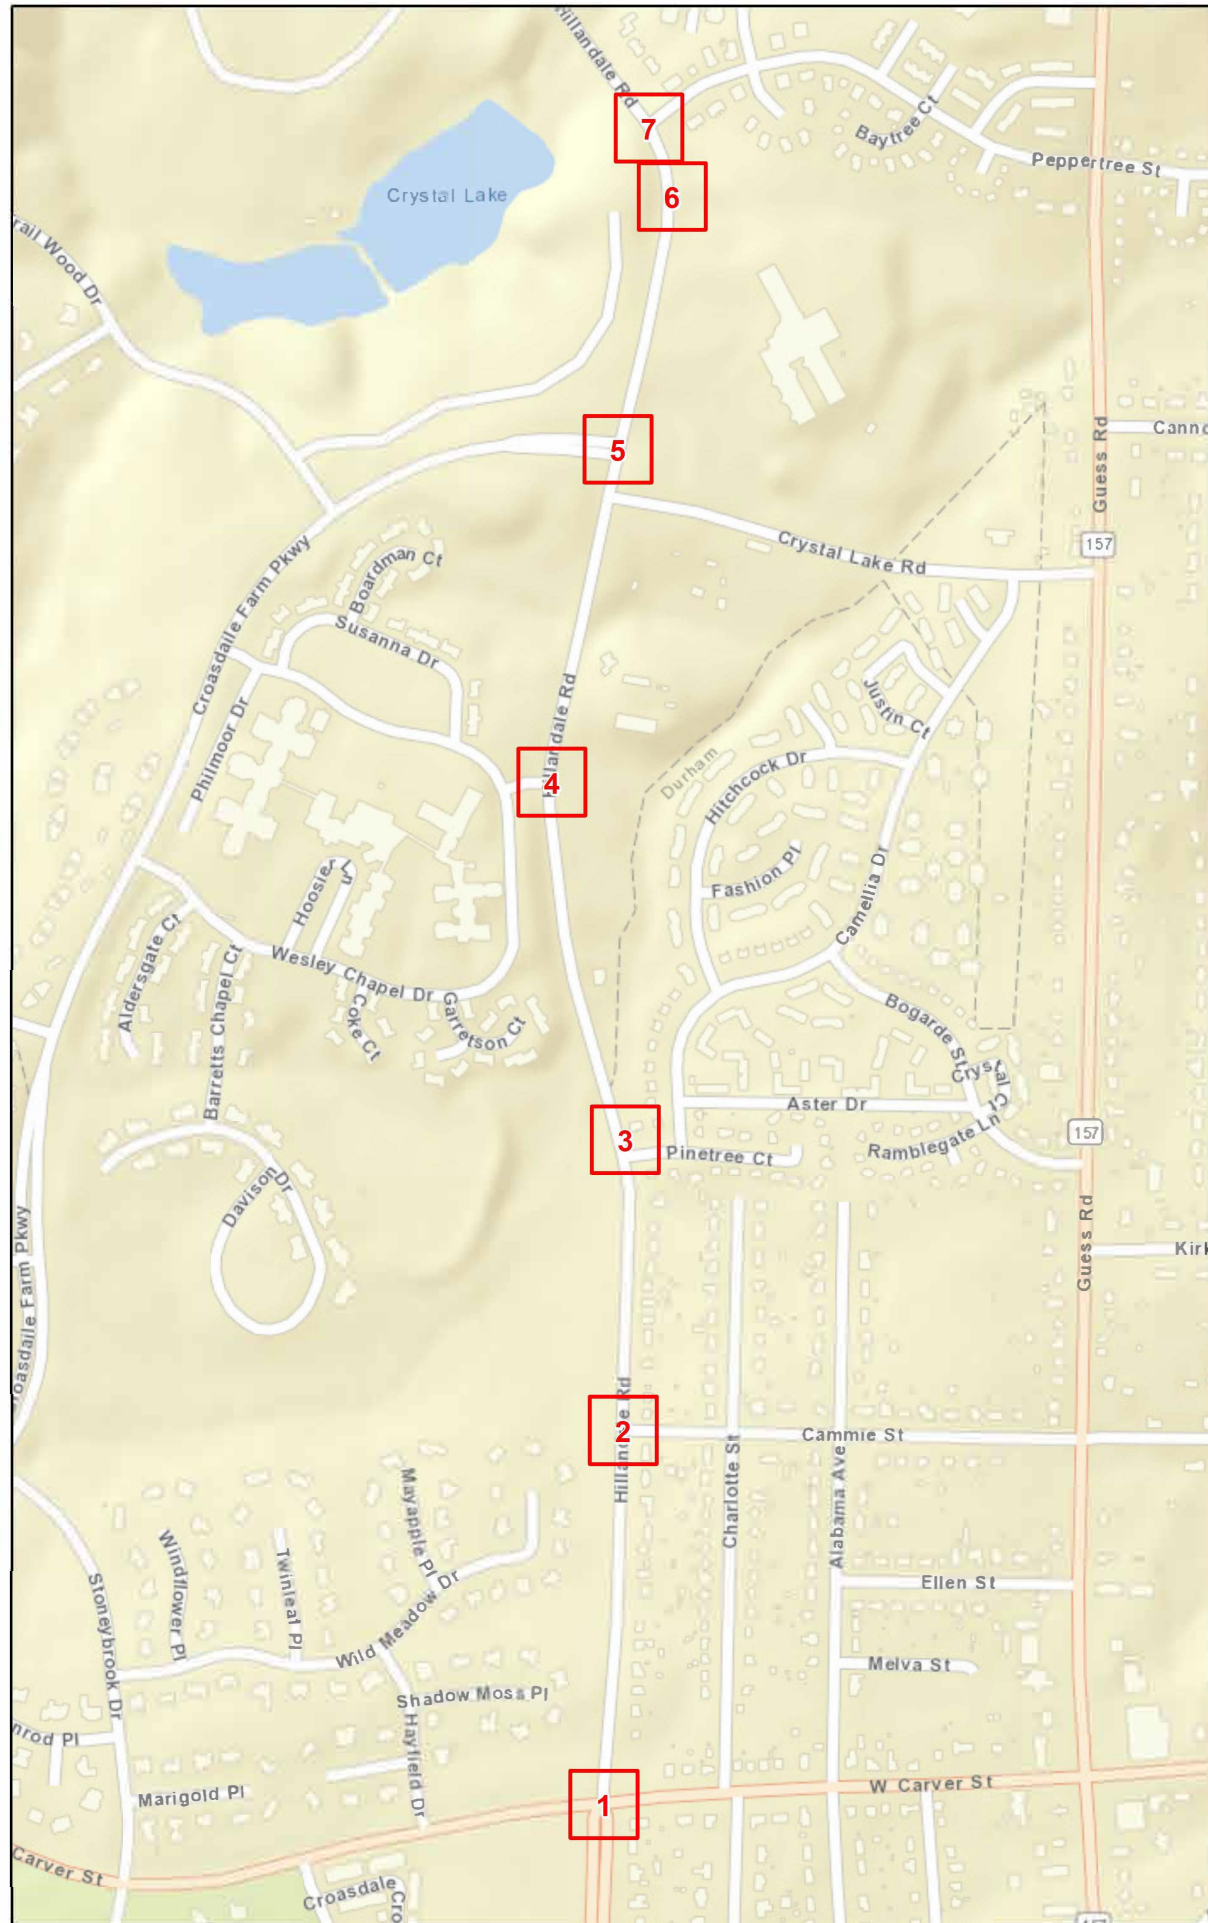 Hillandale Rd
7
Baytree Ct
Peppertree St
6
Crystal Lake
rail Wood Dr
5
Guess Rd
Canno
157
Crystal Lake Rd
Boardman Ct
Susanna Dr
Croasdaile Farm Pkwy
Philmoor Dr
Hillandale Rd
4
Justin Ct
Durham
Hitchcock Dr
Fashion Pl
Camellia Dr
Hoosier Ln
Aldersgate Ct
Wesley Chapel Dr
Barretts Chapel Ct
Coke Ct
Garretson Ct
Bogarde St
Crystal Ct
Aster Dr
Ramblegate Ln
157
3
Pinetree Ct
Davison Dr
Guess Rd
Kirk
roasdaile Farm Pkwy
Hillandale Rd
2
Cammie St
Charlotte St
Alabama Ave
Mayapple Pl
Windflower Pl
Twinleaf Pl
Wild Meadow Dr
Ellen St
Stoneybrook Dr
Melva St
Shadow Moss Pl
Hayfield Dr
nrod Pl
Marigold Pl
W Carver St
1
Carver St
Croasdale
Cro